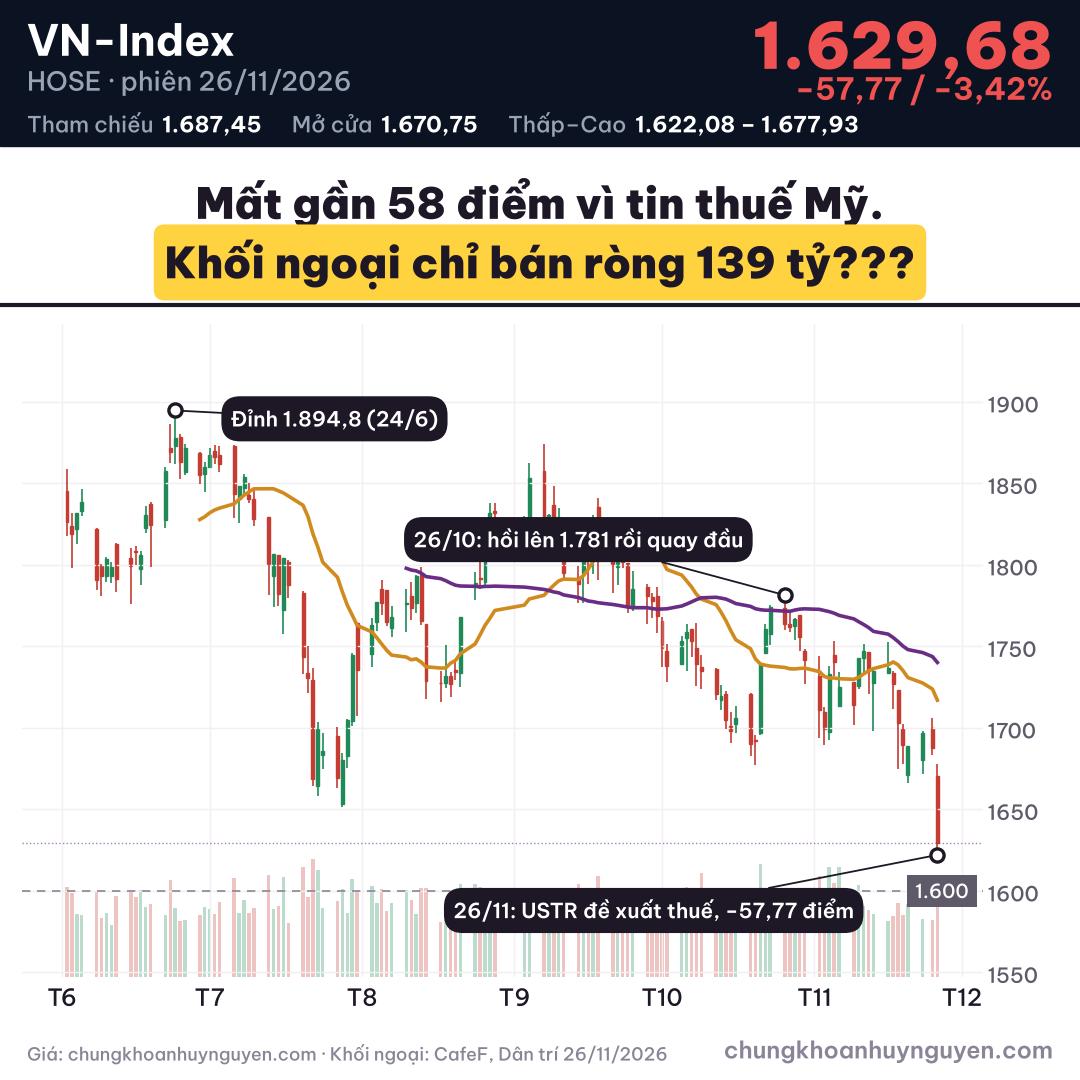 VN-Index
HOSE · phiên 26/11/2026
1.629,68
-57,77 / -3,42%
Tham chiếu 1.687,45 Mở cửa 1.670,75 Thấp-Cao 1.622,08 - 1.677,93
Mất gần 58 điểm vì tin thuế Mỹ.
Khối ngoại chỉ bán ròng 139 tỷ???
Đỉnh 1.894,8 (24/6)
26/10: hồi lên 1.781 rồi quay đầu
26/11: USTR đề xuất thuế, -57,77 điểm
1900
1850
1800
1750
1700
1650
1.600
1600
1550
T6 T7 T8 T9 T10 T11 T12
Giá: chungkhoanhuynguyen.com · Khối ngoại: CafeF, Dân trí 26/11/2026
chungkhoanhuynguyen.com